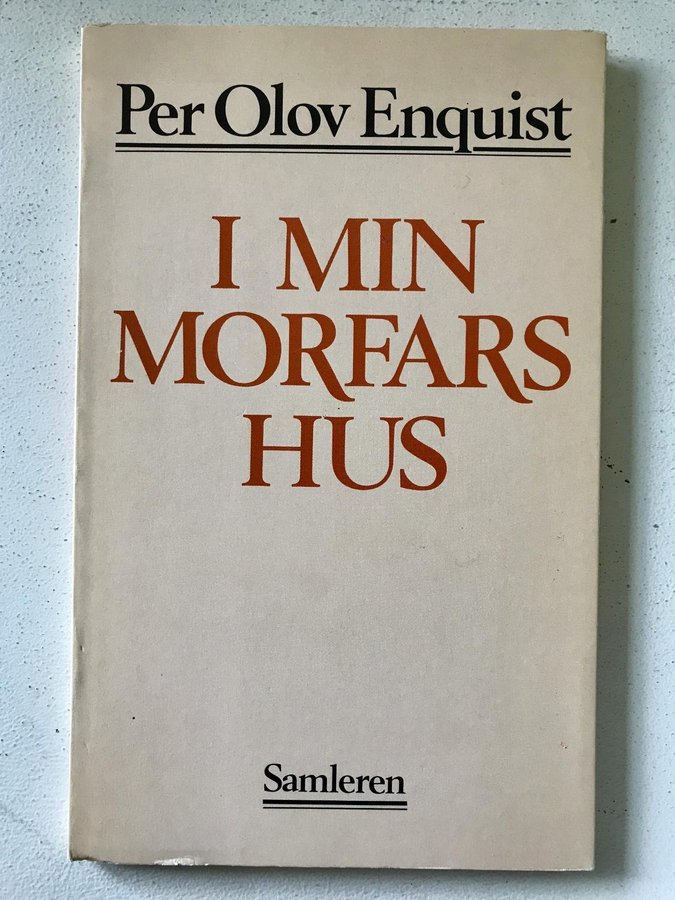 Per Olov Enquist
I MIN
MORFARS
HUS
Samleren